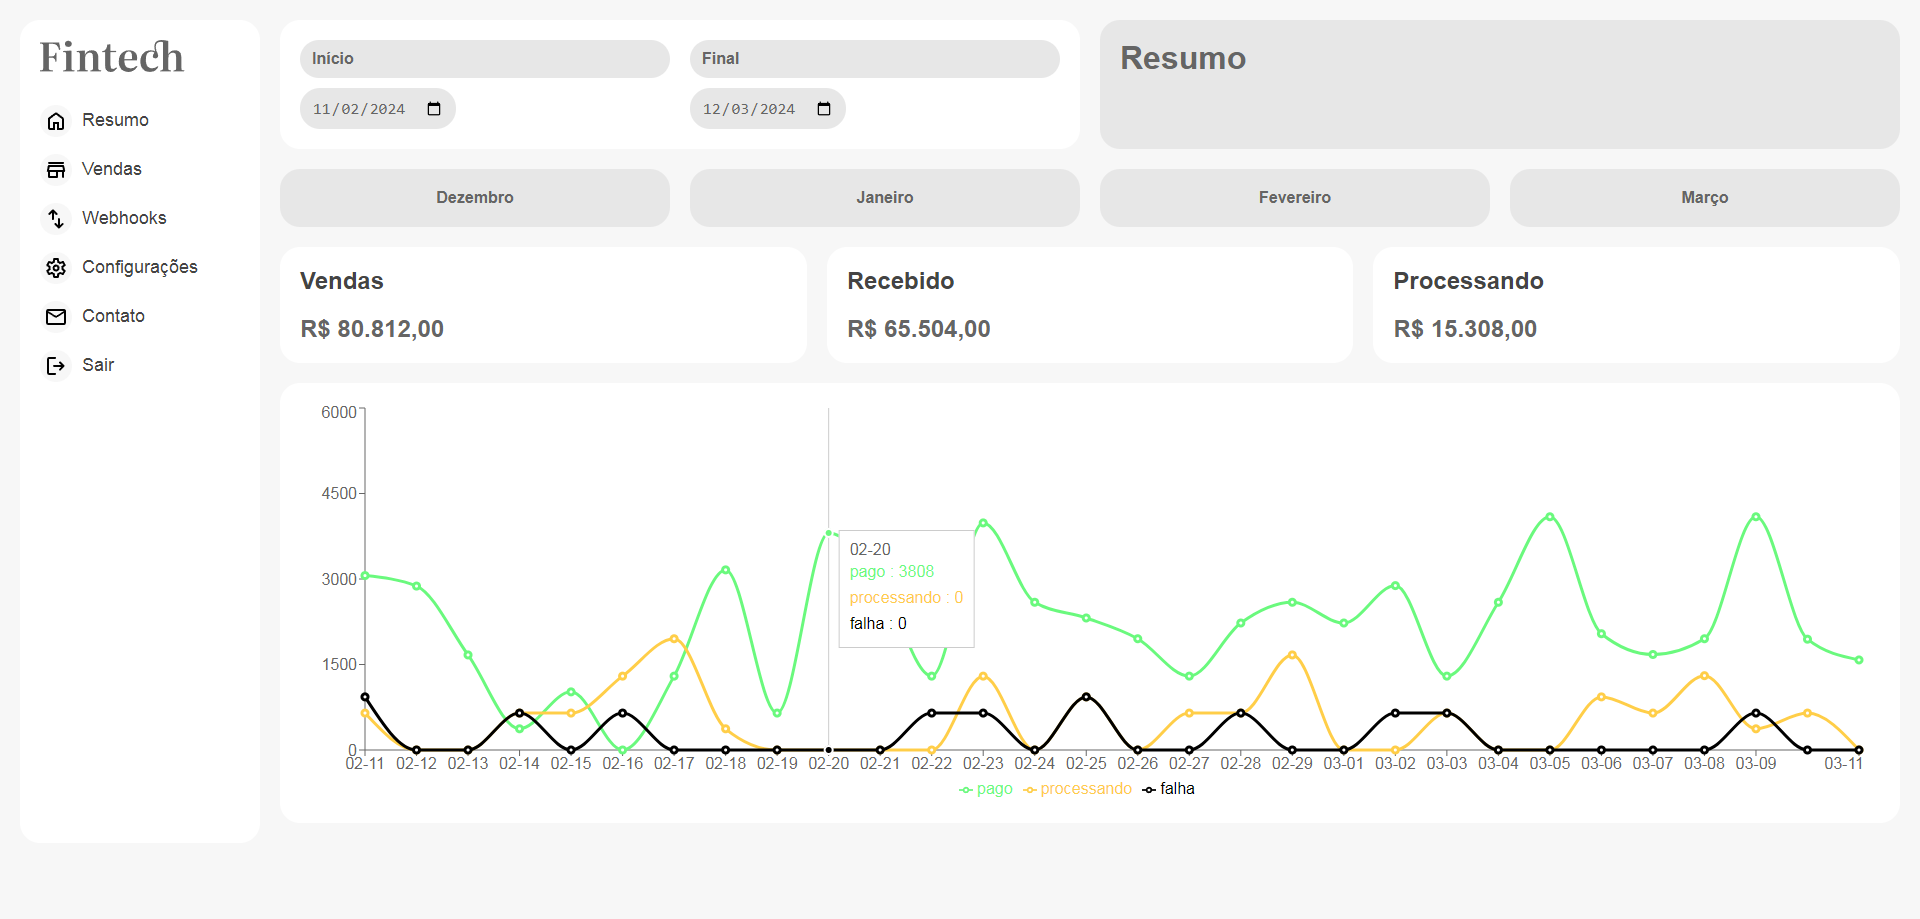 Fintech
Resumo
Vendas
Webhooks
Configurações
Contato
Sair
Início
Final
11/02/2024
12/03/2024
Resumo
Dezembro
Janeiro
Fevereiro
Março
Vendas
R$ 80.812,00
Recebido
R$ 65.504,00
Processando
R$ 15.308,00
6000
4500
3000
1500
0
02-20
pago : 3808
processando : 0
falha : 0
02-11 02-12 02-13 02-14 02-15 02-16 02-17 02-18 02-19 02-20 02-21 02-22 02-23 02-24 02-25 02-26 02-27 02-28 02-29 03-01 03-02 03-03 03-04 03-05 03-06 03-07 03-08 03-09 03-11
pago processando falha